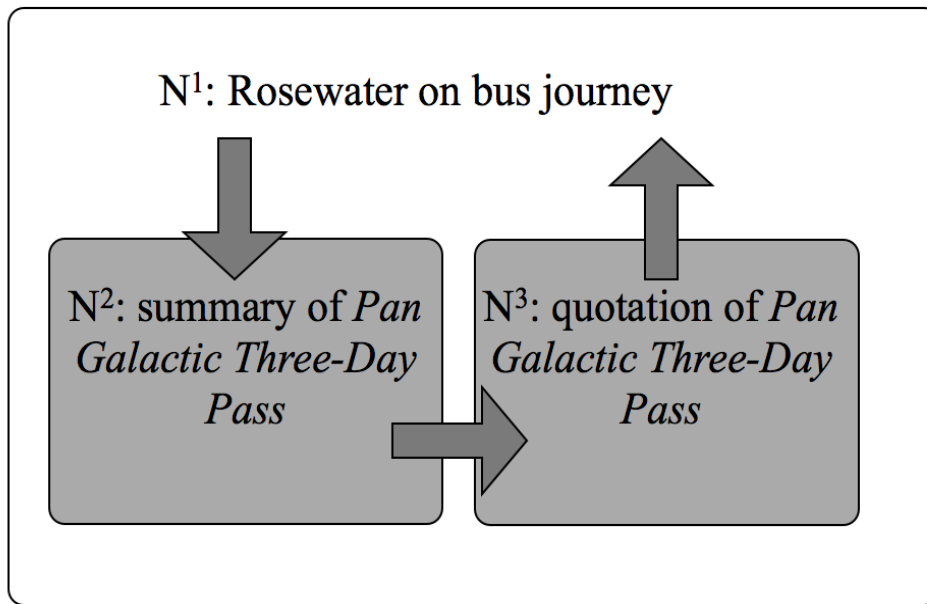 N¹: Rosewater on bus journey
N²: summary of Pan
Galactic Three-Day
Pass
N³: quotation of Pan
Galactic Three-Day
Pass